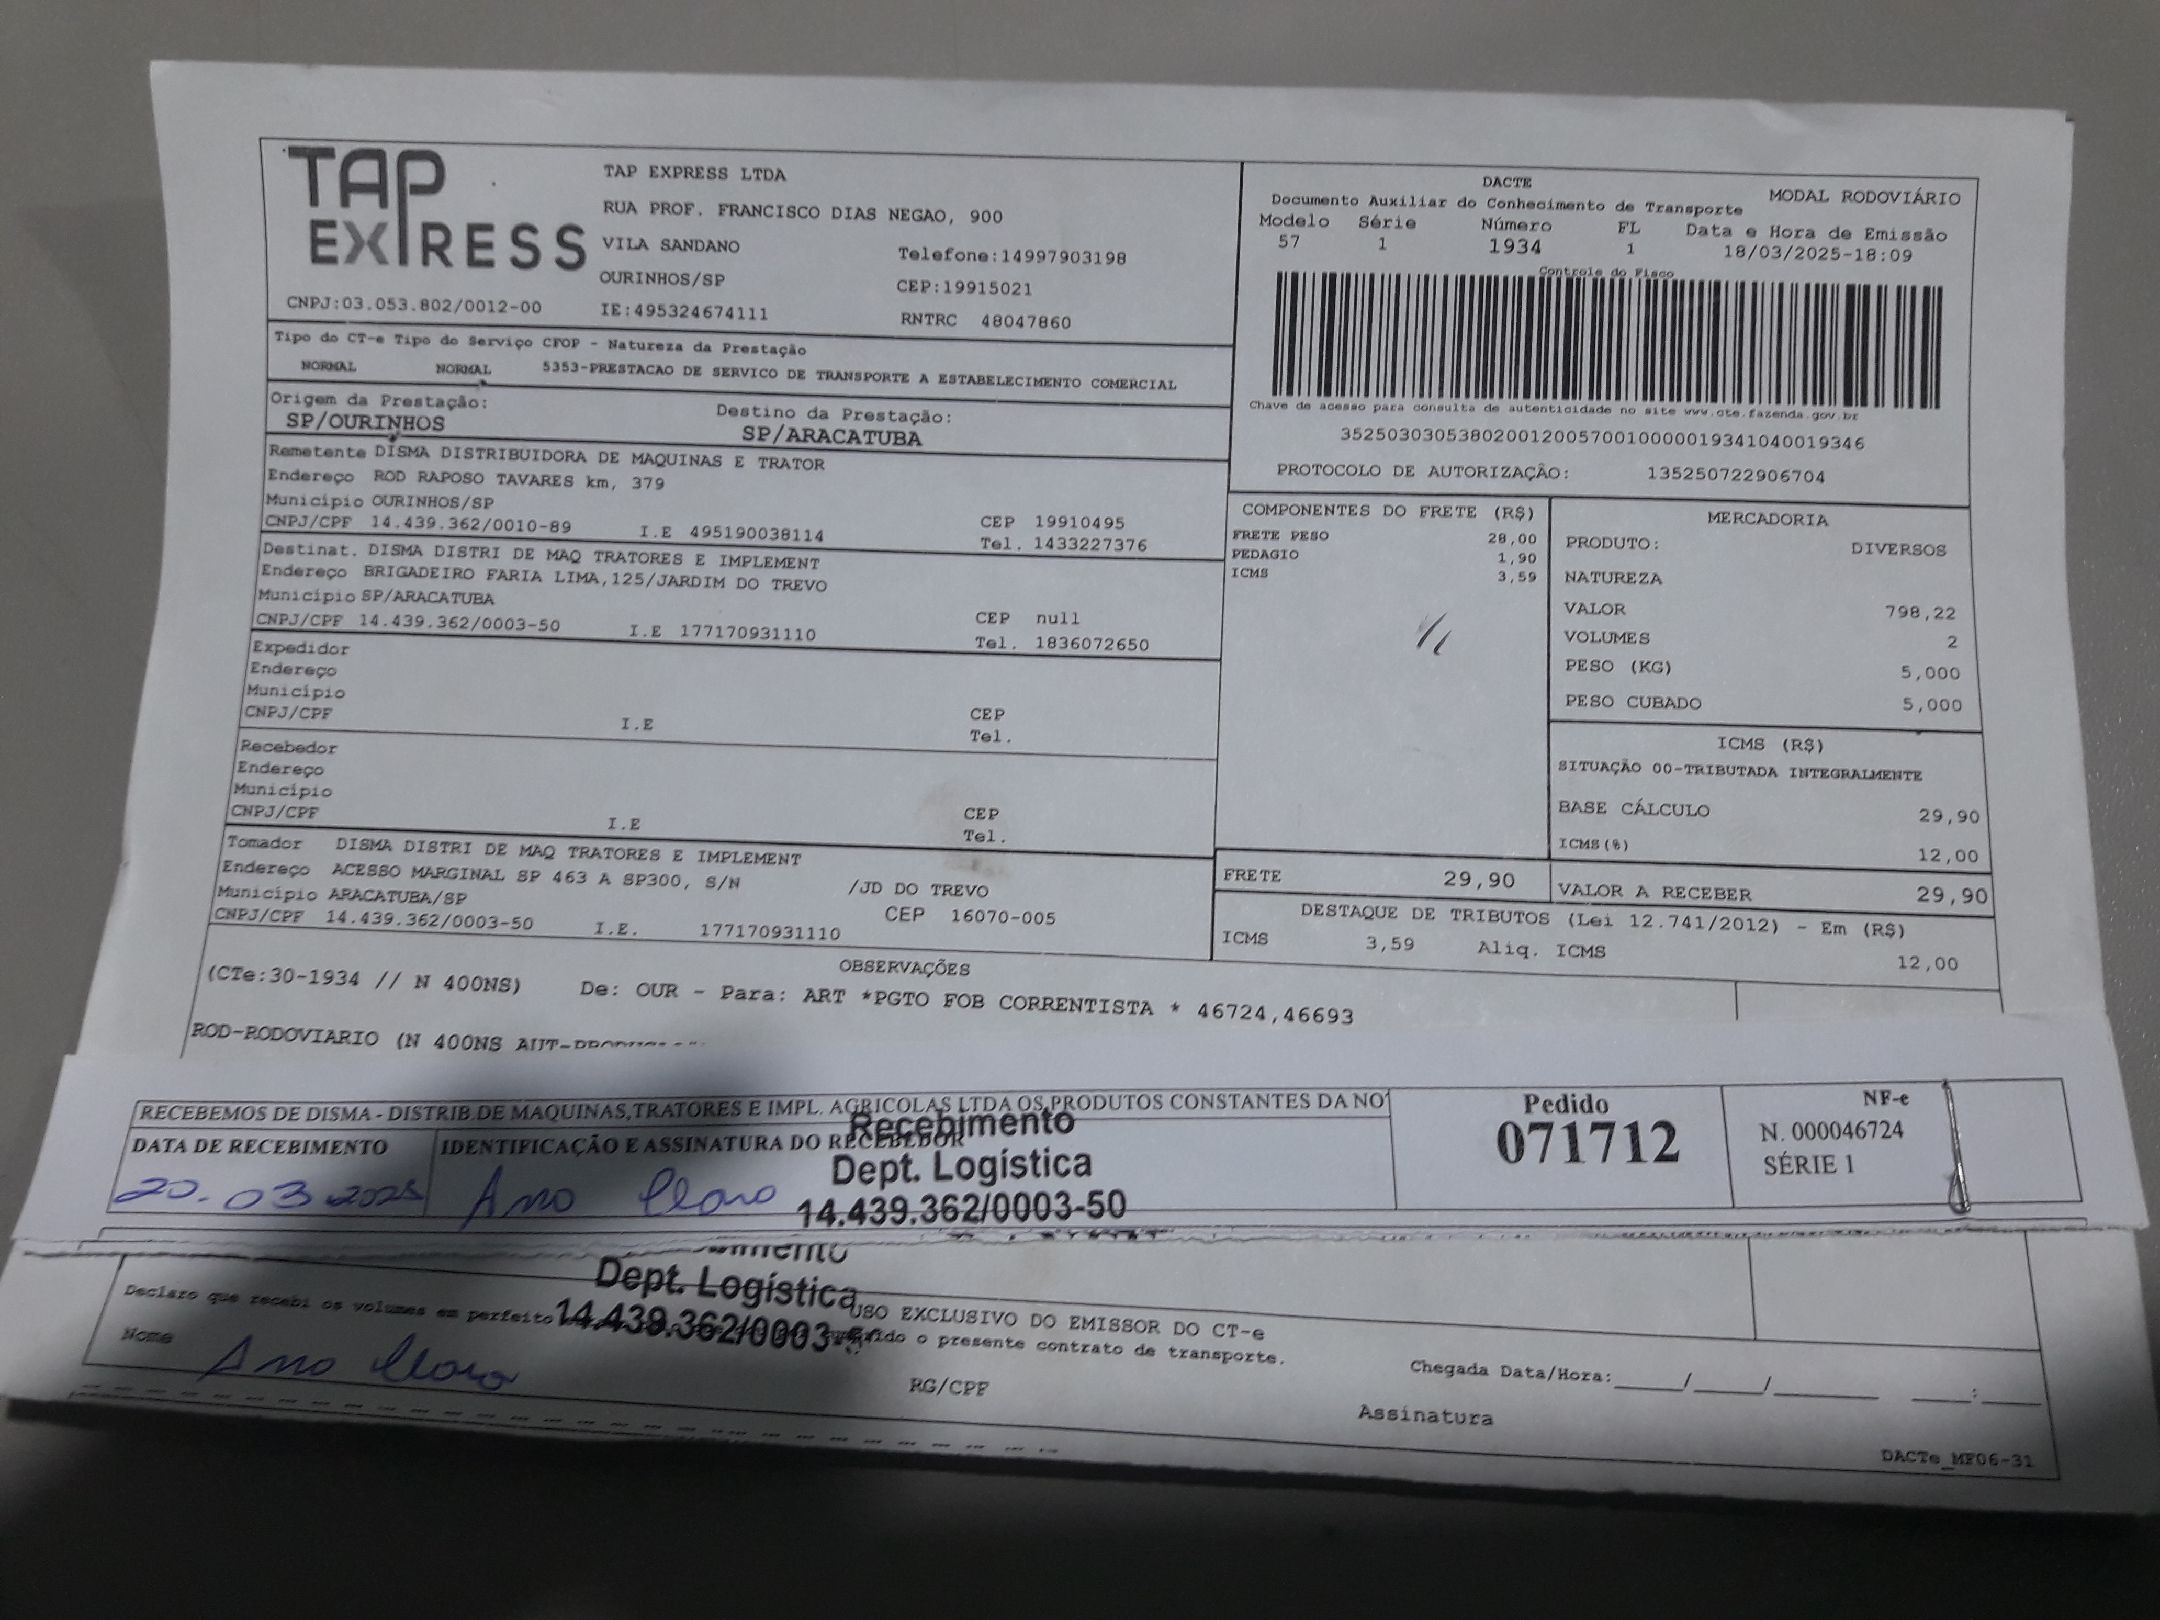 TAP EXPRESS
TAP EXPRESS LTDA
RUA PROF. FRANCISCO DIAS NEGAO, 900
VILA SANDANO
Telefone:14997903198
OURINHOS/SP
CEP:19915021
CNPJ:03.053.802/0012-00
IE:495324674111
RNTRC 48047860
DACTE
MODAL RODOVIÁRIO
Documento Auxiliar do Conhecimento de Transporte
Modelo Série Número FL Data e Hora de Emissão
57 1 1934 1 18/03/2025-18:09
Controle do Fisco
Chave de acesso para consulta de autenticidade no site www.cte.fazenda.gov.br
35250303053802001200570010000019341040019346
PROTOCOLO DE AUTORIZAÇÃO: 135250722906704
Tipo do CT-e Tipo do Serviço CFOP - Natureza da Prestação
NORMAL NORMAL 5353-PRESTACAO DE SERVICO DE TRANSPORTE A ESTABELECIMENTO COMERCIAL
Origem da Prestação: Destino da Prestação:
SP/OURINHOS SP/ARACATUBA
Remetente DISMA DISTRIBUIDORA DE MAQUINAS E TRATOR
Endereço ROD RAPOSO TAVARES km, 379
Município OURINHOS/SP CEP 19910495
CNPJ/CPF 14.439.362/0010-89 I.E 495190038114 Tel. 1433227376
Destinat. DISMA DISTRI DE MAQ TRATORES E IMPLEMENT
Endereço BRIGADEIRO FARIA LIMA,125/JARDIM DO TREVO
Município SP/ARACATUBA CEP null
CNPJ/CPF 14.439.362/0003-50 I.E 177170931110 Tel. 1836072650
Expedidor
Endereço
Município CEP
CNPJ/CPF I.E Tel.
Recebedor
Endereço
Município CEP
CNPJ/CPF I.E Tel.
Tomador DISMA DISTRI DE MAQ TRATORES E IMPLEMENT
Endereço ACESSO MARGINAL SP 463 A SP300, S/N /JD DO TREVO
Município ARACATUBA/SP CEP 16070-005
CNPJ/CPF 14.439.362/0003-50 I.E. 177170931110
COMPONENTES DO FRETE (R$)
FRETE PESO 28,00
PEDAGIO 1,90
ICMS 3,59
MERCADORIA
PRODUTO: DIVERSOS
NATUREZA
VALOR 798,22
VOLUMES 2
PESO (KG) 5,000
PESO CUBADO 5,000
ICMS (R$)
SITUAÇÃO 00-TRIBUTADA INTEGRALMENTE
BASE CÁLCULO 29,90
ICMS(%) 12,00
FRETE 29,90 VALOR A RECEBER 29,90
DESTAQUE DE TRIBUTOS (Lei 12.741/2012) - Em (R$)
ICMS 3,59 Aliq. ICMS 12,00
OBSERVAÇÕES
(CTe:30-1934 // N 400NS) De: OUR - Para: ART *PGTO FOB CORRENTISTA * 46724,46693
ROD-RODOVIARIO (N 400NS
RECEBEMOS DE DISMA - DISTRIB.DE MAQUINAS,TRATORES E IMPL. AGRICOLAS LTDA OS PRODUTOS CONSTANTES DA NO
DATA DE RECEBIMENTO IDENTIFICAÇÃO E ASSINATURA DO RECEBEDOR
20.03.2025
Recebimento
Dept. Logística
14.439.362/0003-50
Pedido
071712
NF-e
N. 000046724
SÉRIE 1
Dept. Logística
14.439.362/0003-5
USO EXCLUSIVO DO EMISSOR DO CT-e
Declaro que recebi os volumes em perfeito o presente contrato de transporte.
Nome
RG/CPF
Chegada Data/Hora:_____/_____/________ ____:____
Assinatura
DACTe_MF06-31